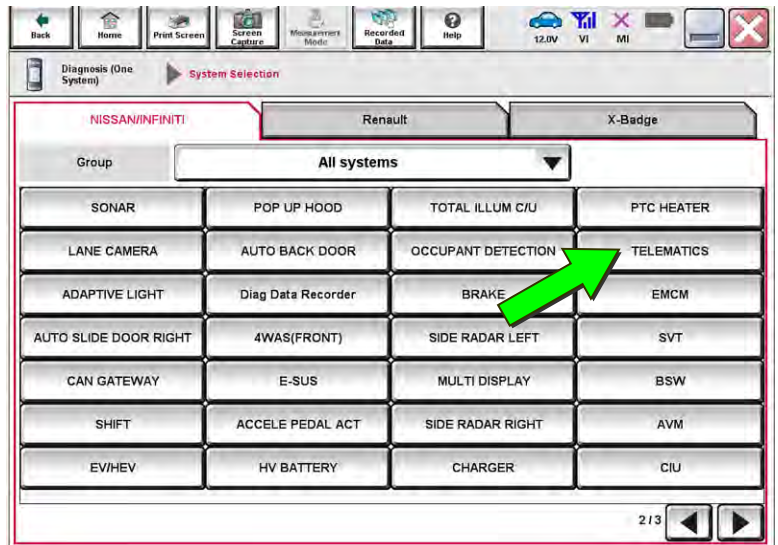 Back Home Print Screen Screen Capture Measurement Mode Recorded Data Help 12.0V VI MI
Diagnosis (One System) System Selection
NISSAN/INFINITI Renault X-Badge
Group All systems
SONAR POP UP HOOD TOTAL ILLUM C/U PTC HEATER
LANE CAMERA AUTO BACK DOOR OCCUPANT DETECTION TELEMATICS
ADAPTIVE LIGHT Diag Data Recorder BRAKE EMCM
AUTO SLIDE DOOR RIGHT 4WAS(FRONT) SIDE RADAR LEFT SVT
CAN GATEWAY E-SUS MULTI DISPLAY BSW
SHIFT ACCELE PEDAL ACT SIDE RADAR RIGHT AVM
EV/HEV HV BATTERY CHARGER CIU
2/3